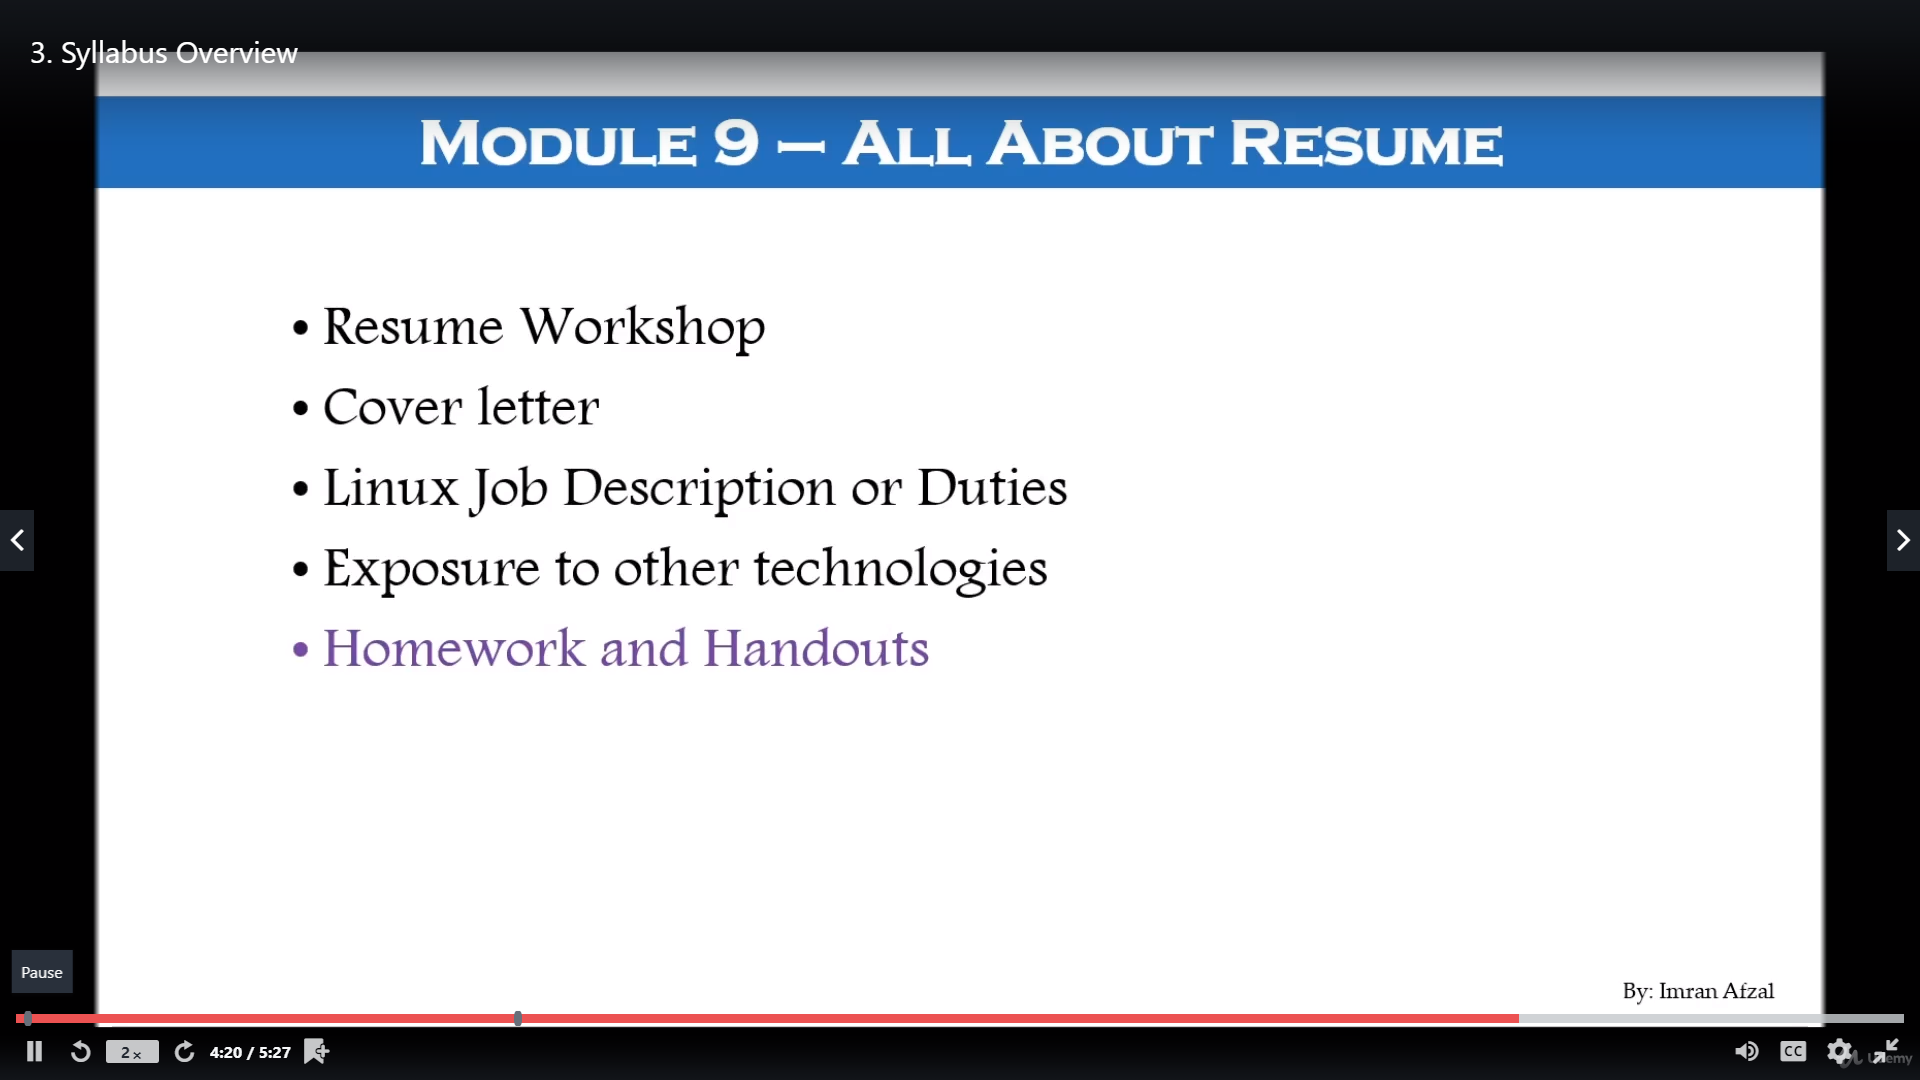 3. Syllabus Overview
MODULE 9 – ALL ABOUT RESUME
• Resume Workshop
• Cover letter
• Linux Job Description or Duties
• Exposure to other technologies
• Homework and Handouts
By: Imran Afzal
Pause
2x
4:20 / 5:27
CC
Udemy